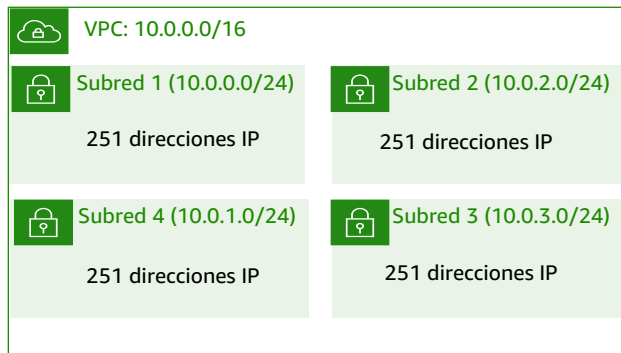 VPC: 10.0.0.0/16
Subred 1 (10.0.0.0/24)
251 direcciones IP
Subred 2 (10.0.2.0/24)
251 direcciones IP
Subred 4 (10.0.1.0/24)
251 direcciones IP
Subred 3 (10.0.3.0/24)
251 direcciones IP